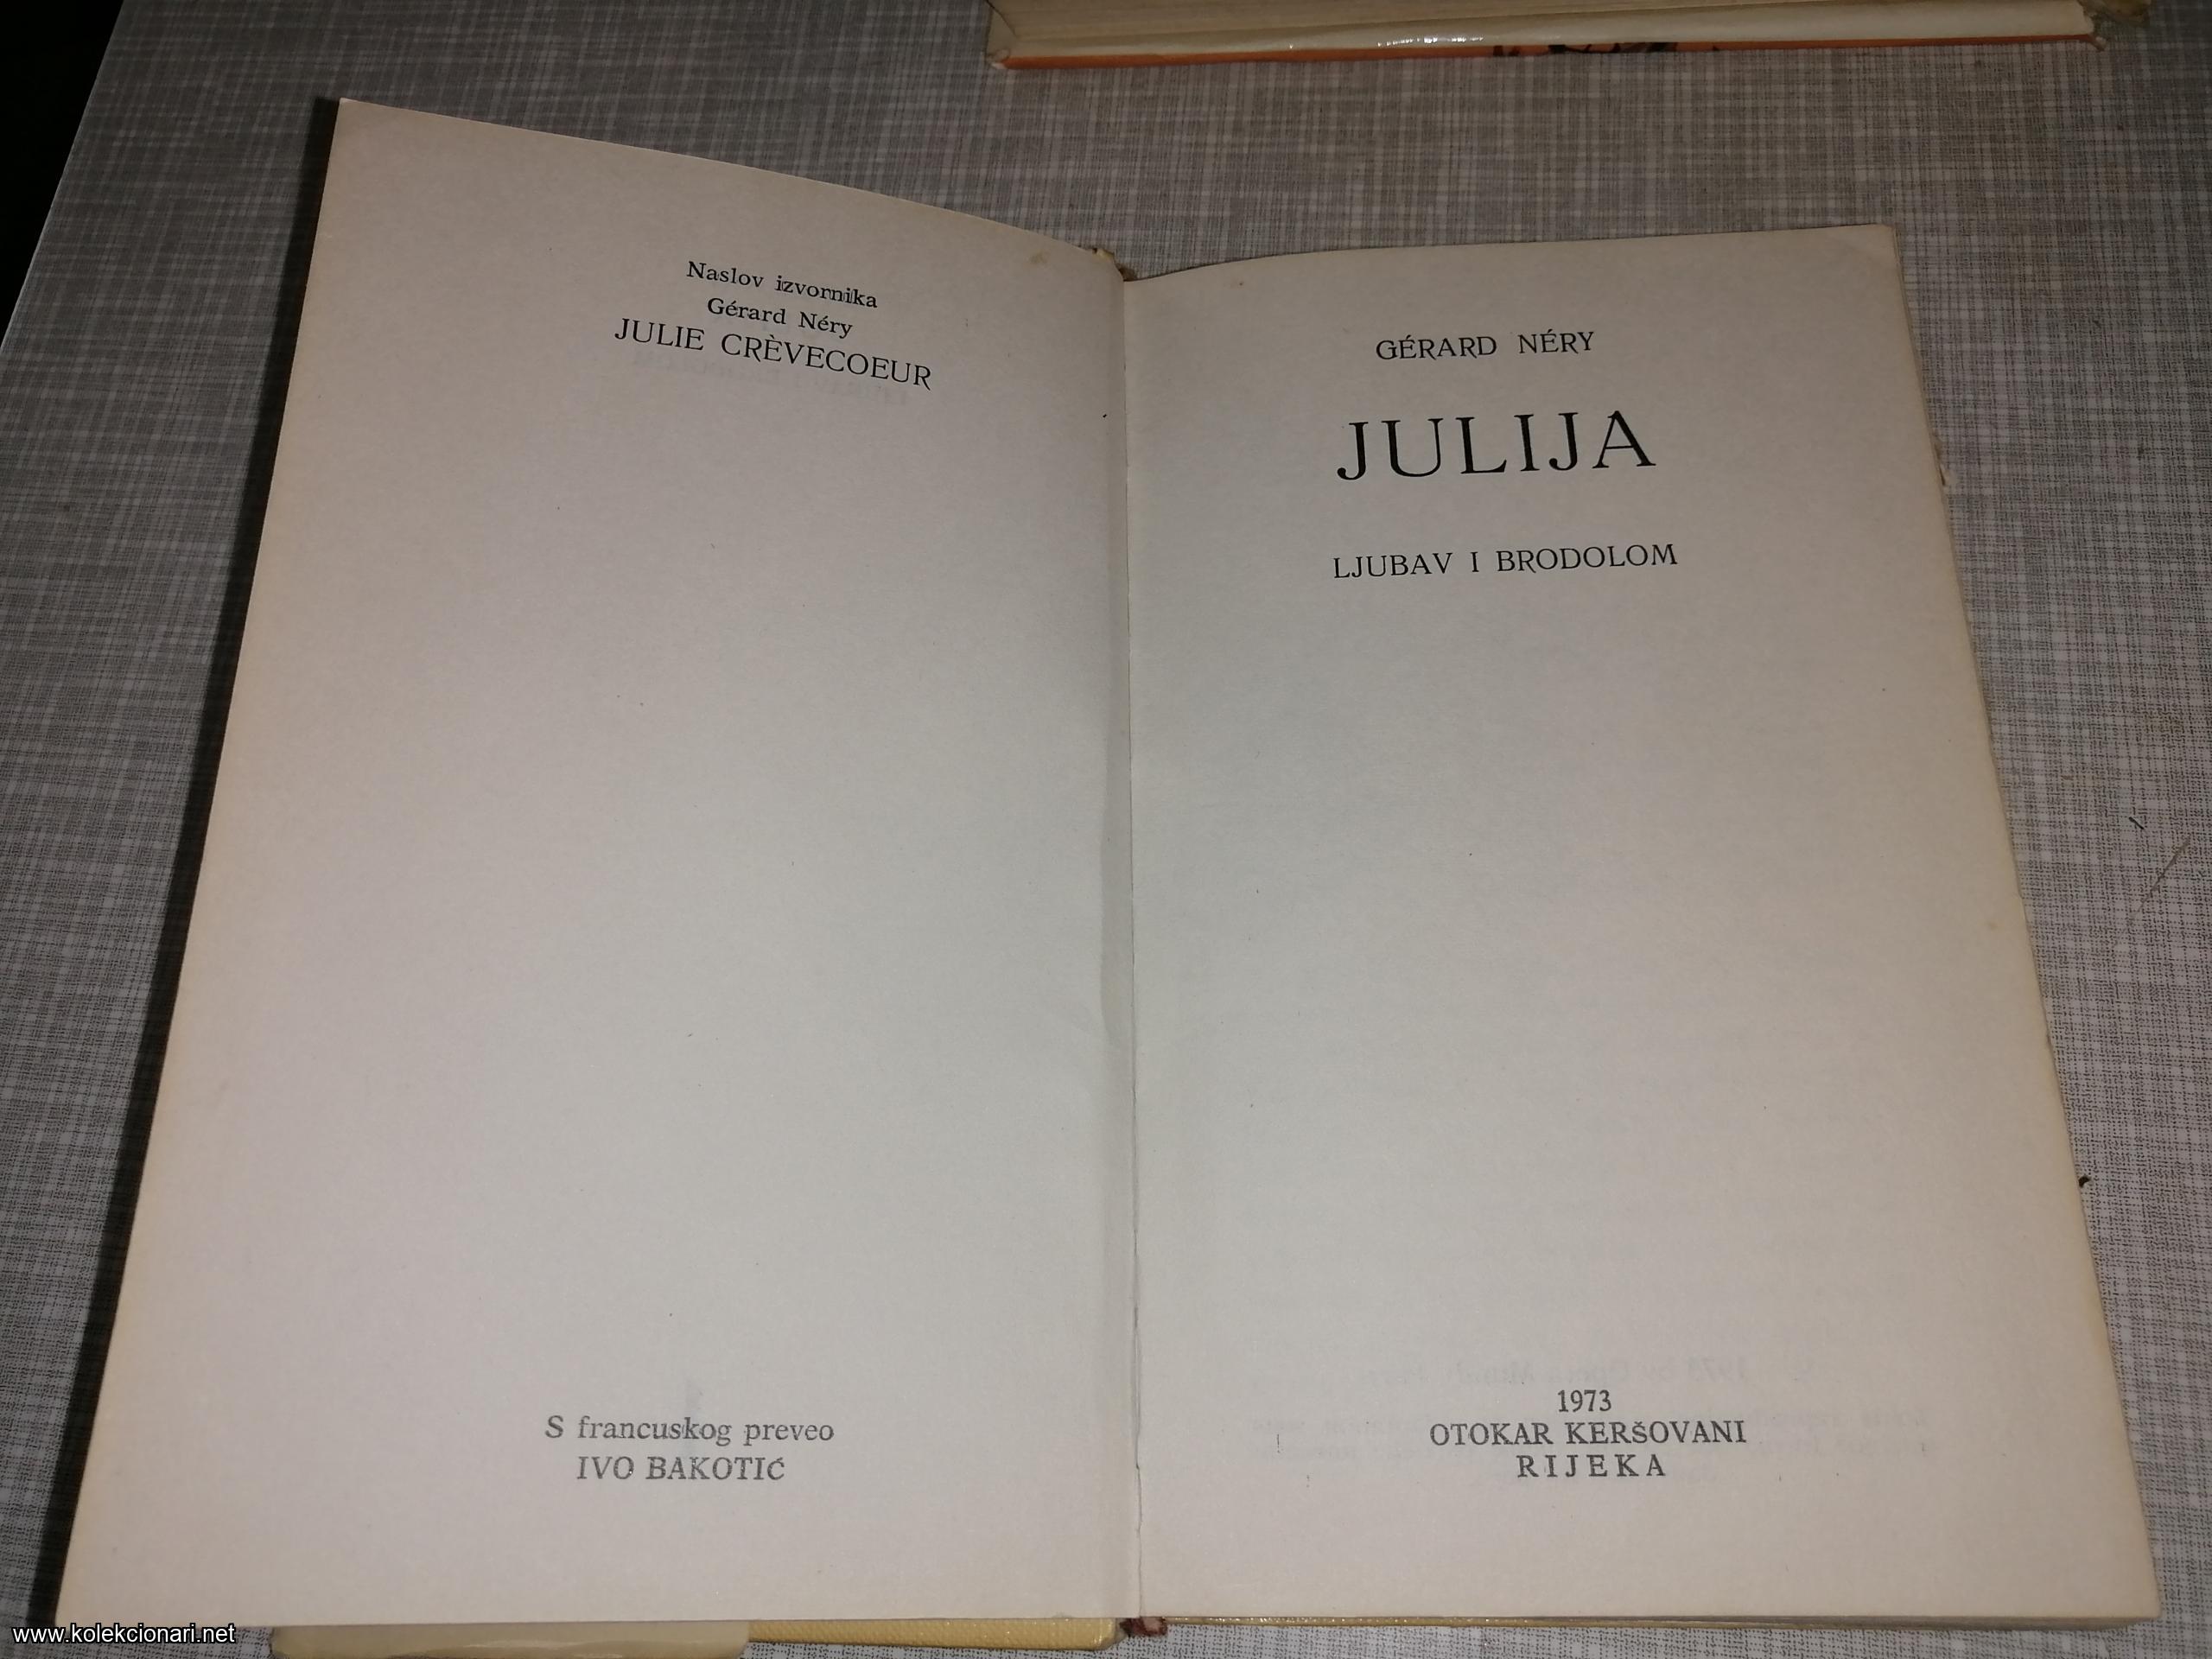 Naslov izvornika
Gérard Néry
JULIE CRÈVECOEUR
S francuskog preveo
IVO BAKOTIĆ
GÉRARD NÉRY
JULIJA
LJUBAV I BRODOLOM
1973
OTOKAR KERŠOVANI
RIJEKA
www.kolekcionari.net